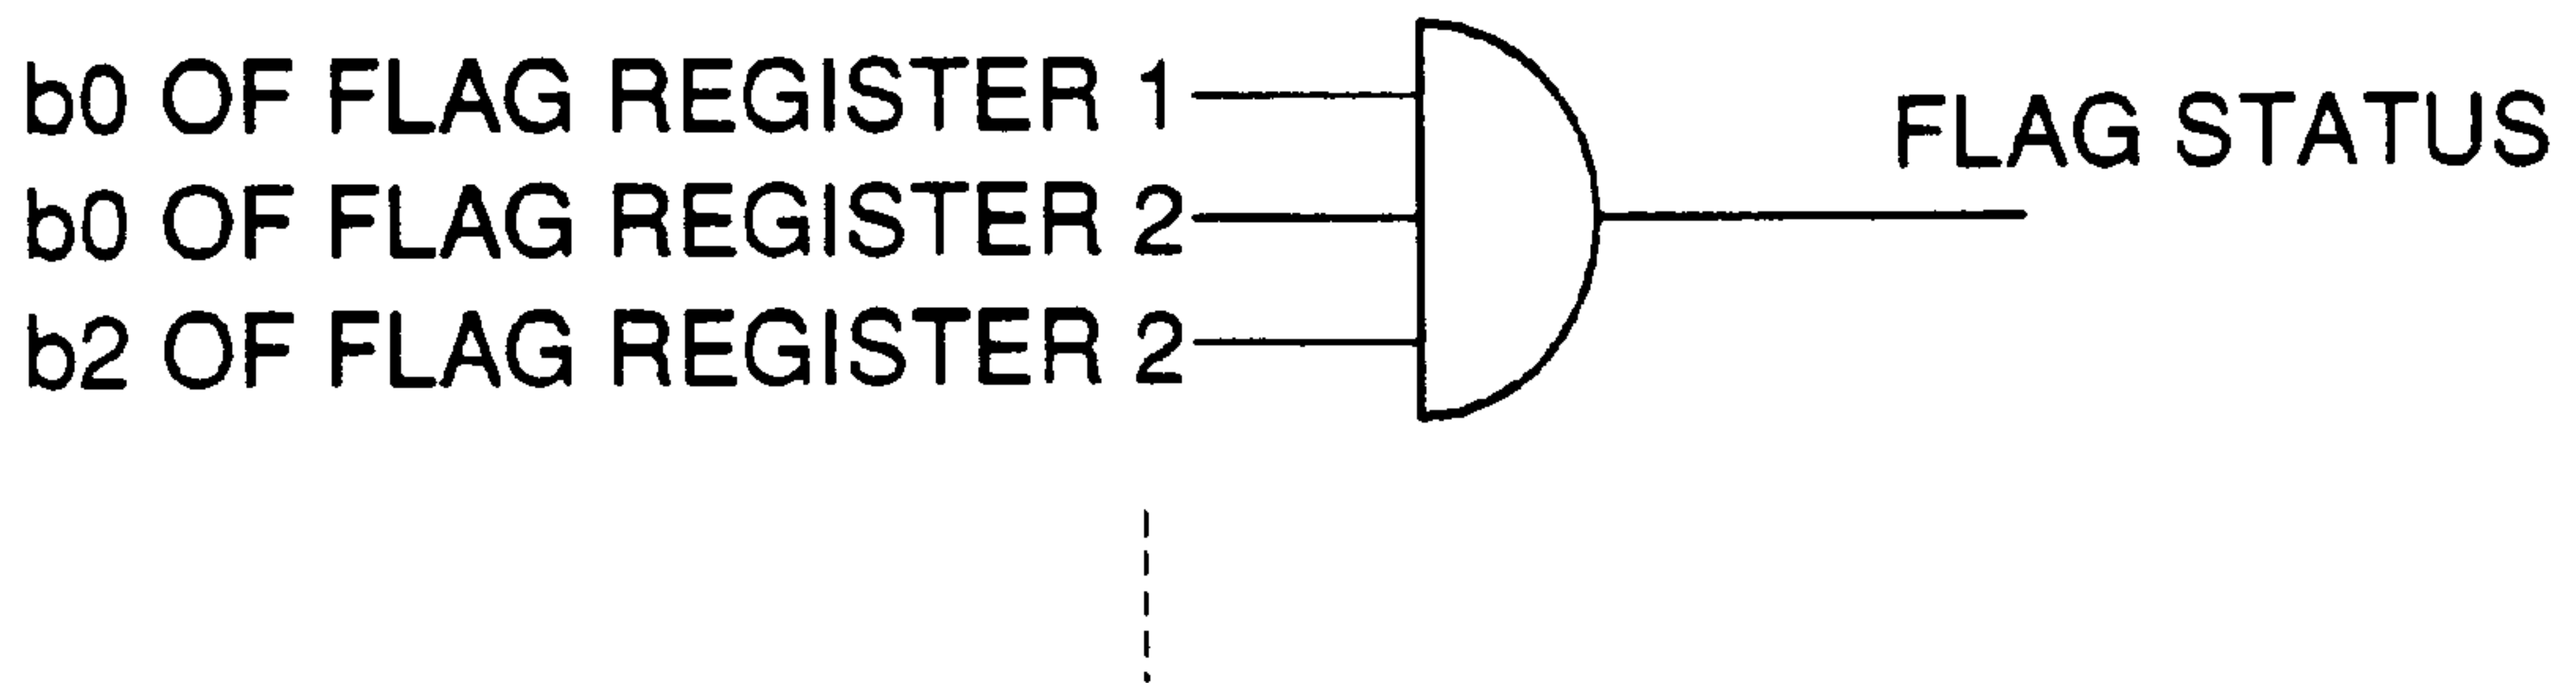 b0 OF FLAG REGISTER 1
FLAG STATUS
b0 OF FLAG REGISTER 2
b2 OF FLAG REGISTER 2